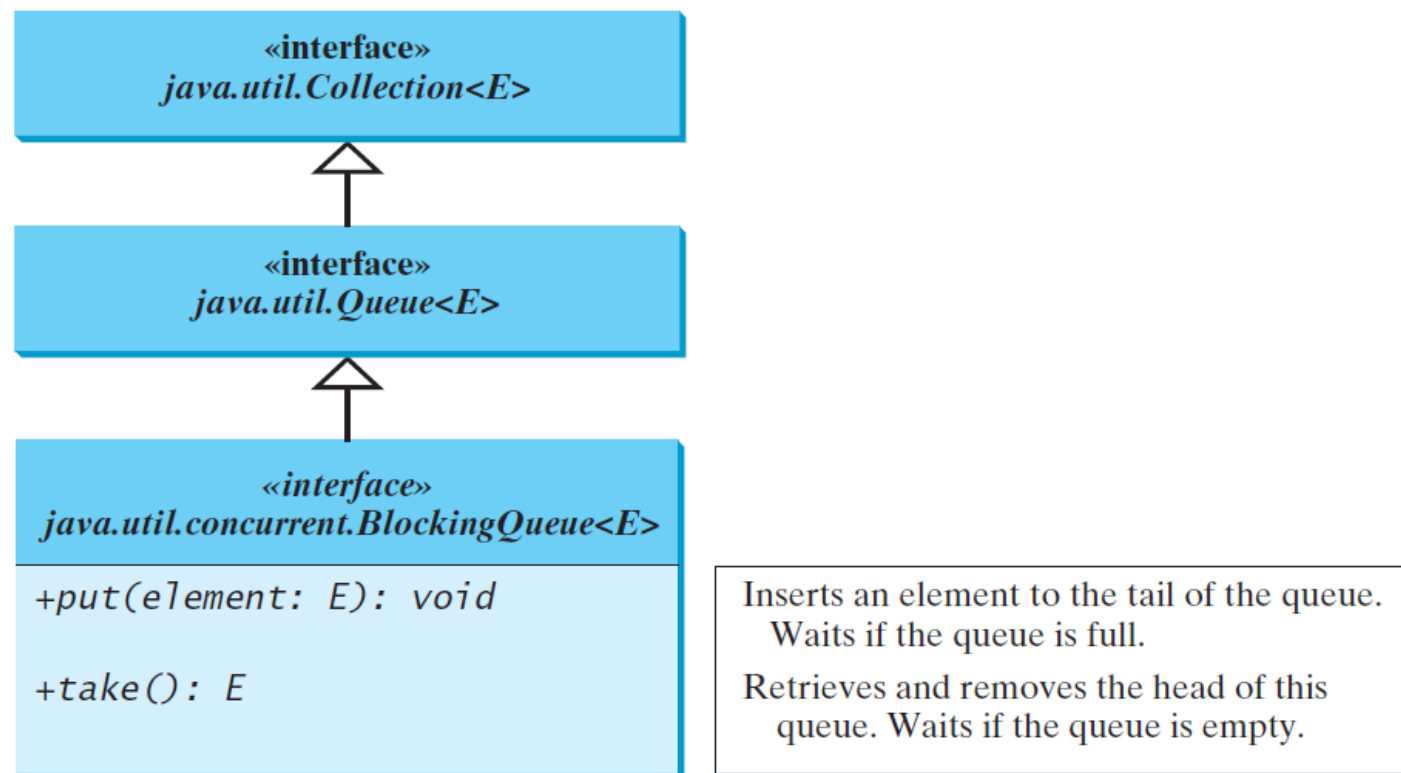 «interface»
java.util.Collection<E>
«interface»
java.util.Queue<E>
«interface»
java.util.concurrent.BlockingQueue<E>
+put(element: E): void
+take(): E
Inserts an element to the tail of the queue.
Waits if the queue is full.
Retrieves and removes the head of this
queue. Waits if the queue is empty.